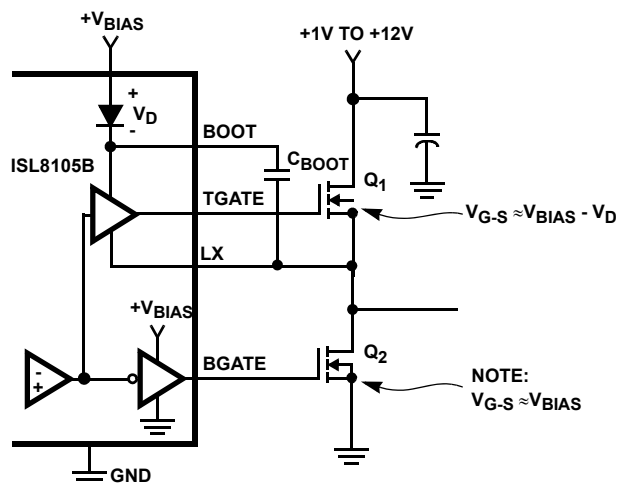 +VBIAS
+1V TO +12V
+
VD
-
BOOT
CBOOT
ISL8105B
Q1
TGATE
VG-S ≈VBIAS - VD
LX
+VBIAS
BGATE
Q2
-
+
NOTE:
VG-S ≈VBIAS
GND